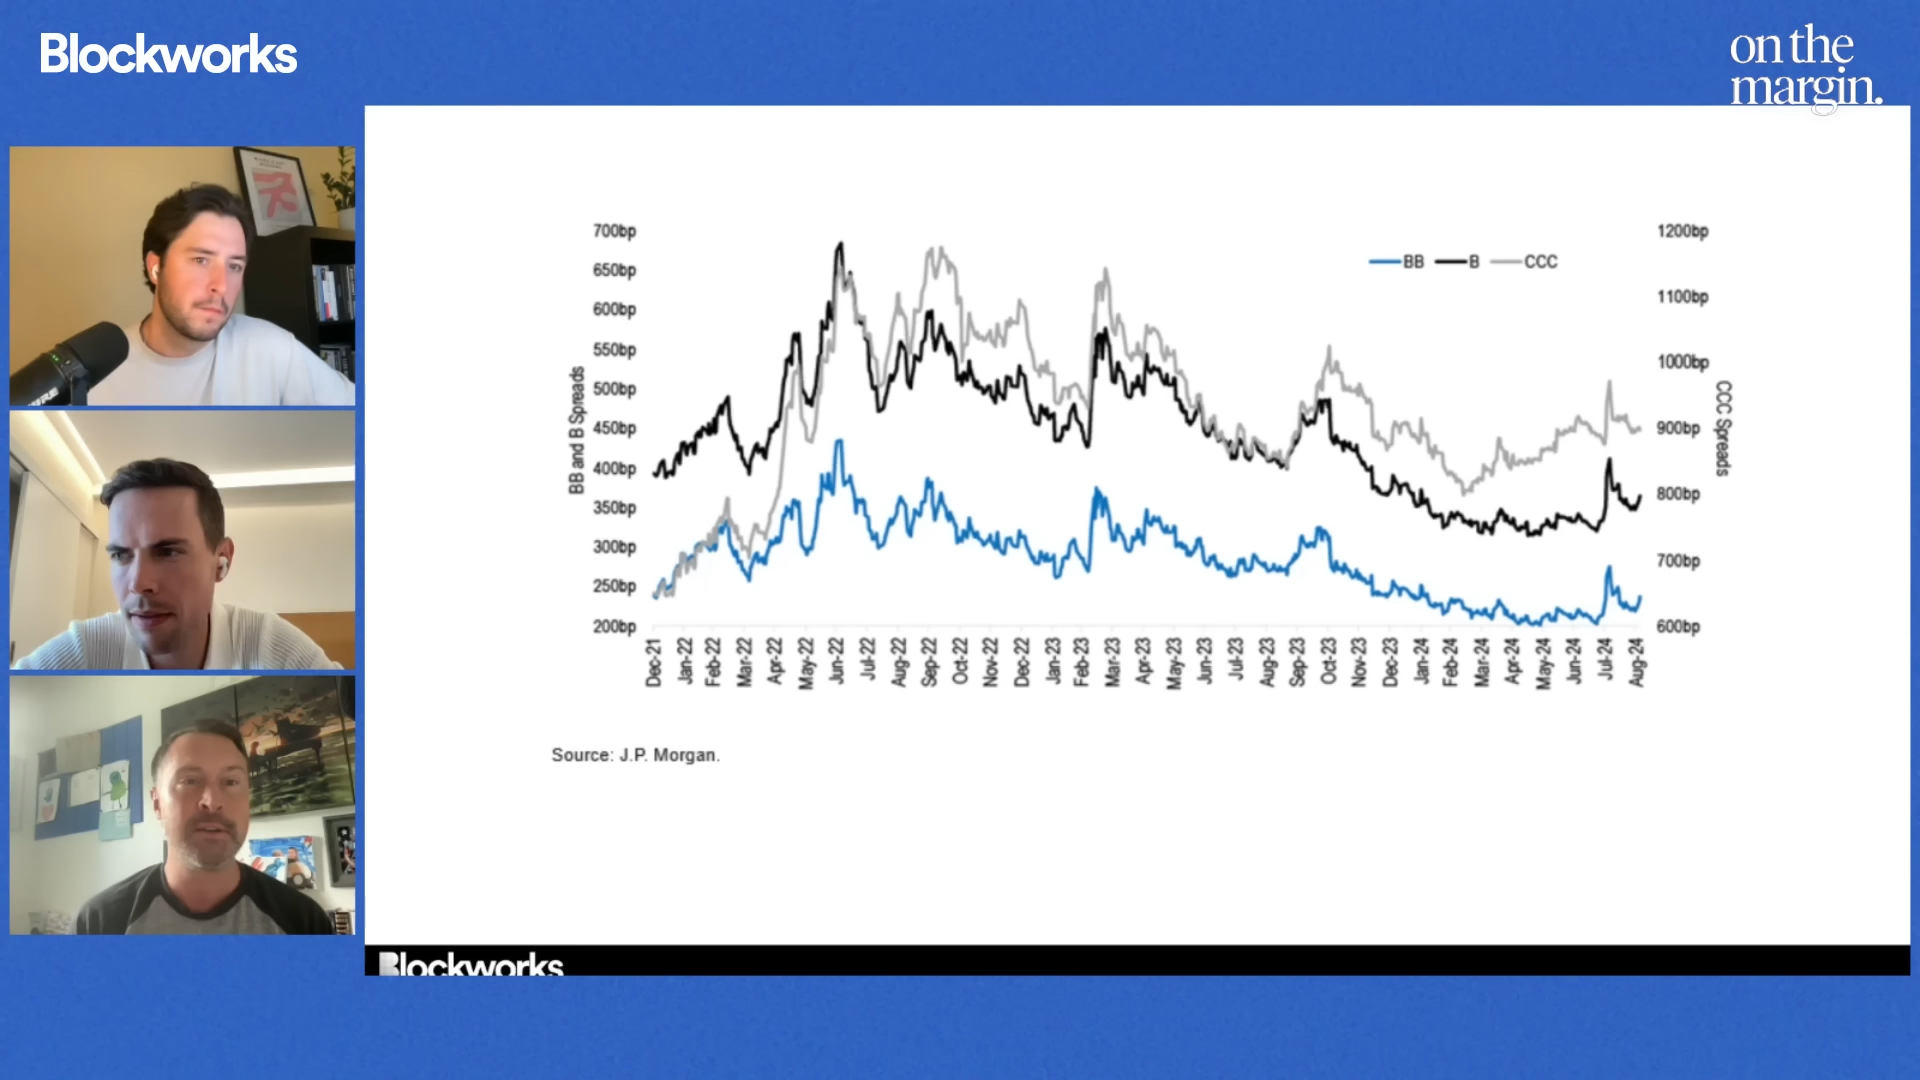 Blockworks
on the
margin.
700bp
650bp
600bp
550bp
500bp
450bp
400bp
350bp
300bp
250bp
200bp
BB and B Spreads
1200bp
1100bp
1000bp
900bp
800bp
700bp
600bp
CCC Spreads
BB B CCC
Dec-21 Jan-22 Feb-22 Mar-22 Apr-22 May-22 Jun-22 Jul-22 Aug-22 Sep-22 Oct-22 Nov-22 Dec-22 Jan-23 Feb-23 Mar-23 Apr-23 May-23 Jun-23 Jul-23 Aug-23 Sep-23 Oct-23 Nov-23 Dec-23 Jan-24 Feb-24 Mar-24 Apr-24 May-24 Jun-24 Jul-24 Aug-24
Source: J.P. Morgan.
Blockworks